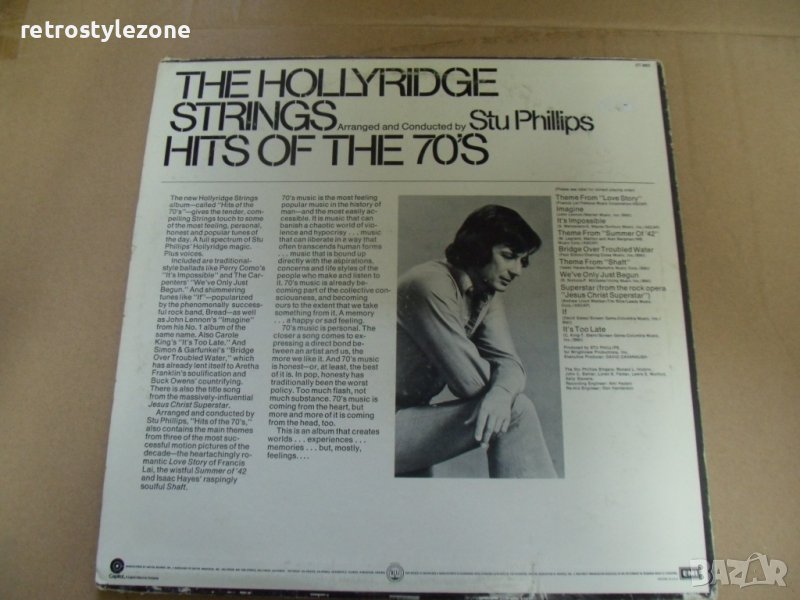 retrostylezone
THE HOLLYRIDGE
STRINGS Arranged and Conducted by Stu Phillips
HITS OF THE 70'S
The new Hollyridge Strings
album—called "Hits of the
70's"—gives the tender, com-
pelling Strings touch to some
of the most feeling, personal,
honest and popular tunes of
the day. A full spectrum of Stu
Phillips' Hollyridge magic.
Plus voices.
Included are traditional-
style ballads like Perry Como's
"It's Impossible" and The Car-
penters' "We've Only Just
Begun." And shimmering
tunes like "If"—popularized
by the phenomenally success-
ful rock band, Bread—as well
as John Lennon's "Imagine"
from his No. 1 album of the
same name. Also Carole
King's "It's Too Late." And
Simon & Garfunkel's "Bridge
Over Troubled Water," which
has already lent itself to Aretha
Franklin's soulification and
Buck Owens' countrifying.
There is also the title song
from the massively-influential
Jesus Christ Superstar.
Arranged and conducted by
Stu Phillips, "Hits of the 70's,"
also contains the main themes
from three of the most suc-
cessful motion pictures of the
decade—the heartachingly ro-
mantic Love Story of Francis
Lai, the wistful Summer of '42
and Isaac Hayes' raspingly
soulful Shaft.
70's music is the most feeling
popular music in the history of
man—and the most easily ac-
cessible. It is music that can
banish a chaotic world of vio-
lence and hypocrisy . . . music
that can liberate in a way that
often transcends human forms
. . . music that is bound up
directly with the aspirations,
concerns and life styles of the
people who make and listen to
it. 70's music is already be-
coming part of the collective con-
sciousness, and becoming
ours to the extent that we take
something from it. A memory
. . . a happy or sad feeling.
70's music is personal. The
closer a song comes to ex-
pressing a direct bond be-
tween an artist and us, the
more we like it. And 70's music
is honest—or, at least, the best
of it is. In pop, honesty has
traditionally been the worst
policy. Too much flash, not
much substance. 70's music is
coming from the heart, but
more and more of it is coming
from the head, too.
This is an album that creates
worlds . . . experiences . . .
memories . . . but, mostly,
feelings. . . .
Theme From "Love Story"
Imagine
It's Impossible
Theme From "Summer Of '42"
Bridge Over Troubled Water
Theme From "Shaft"
We've Only Just Begun
Superstar (from the rock opera
"Jesus Christ Superstar")
If
It's Too Late
Produced by STU PHILLIPS
Capitol
EMI
BAZAR